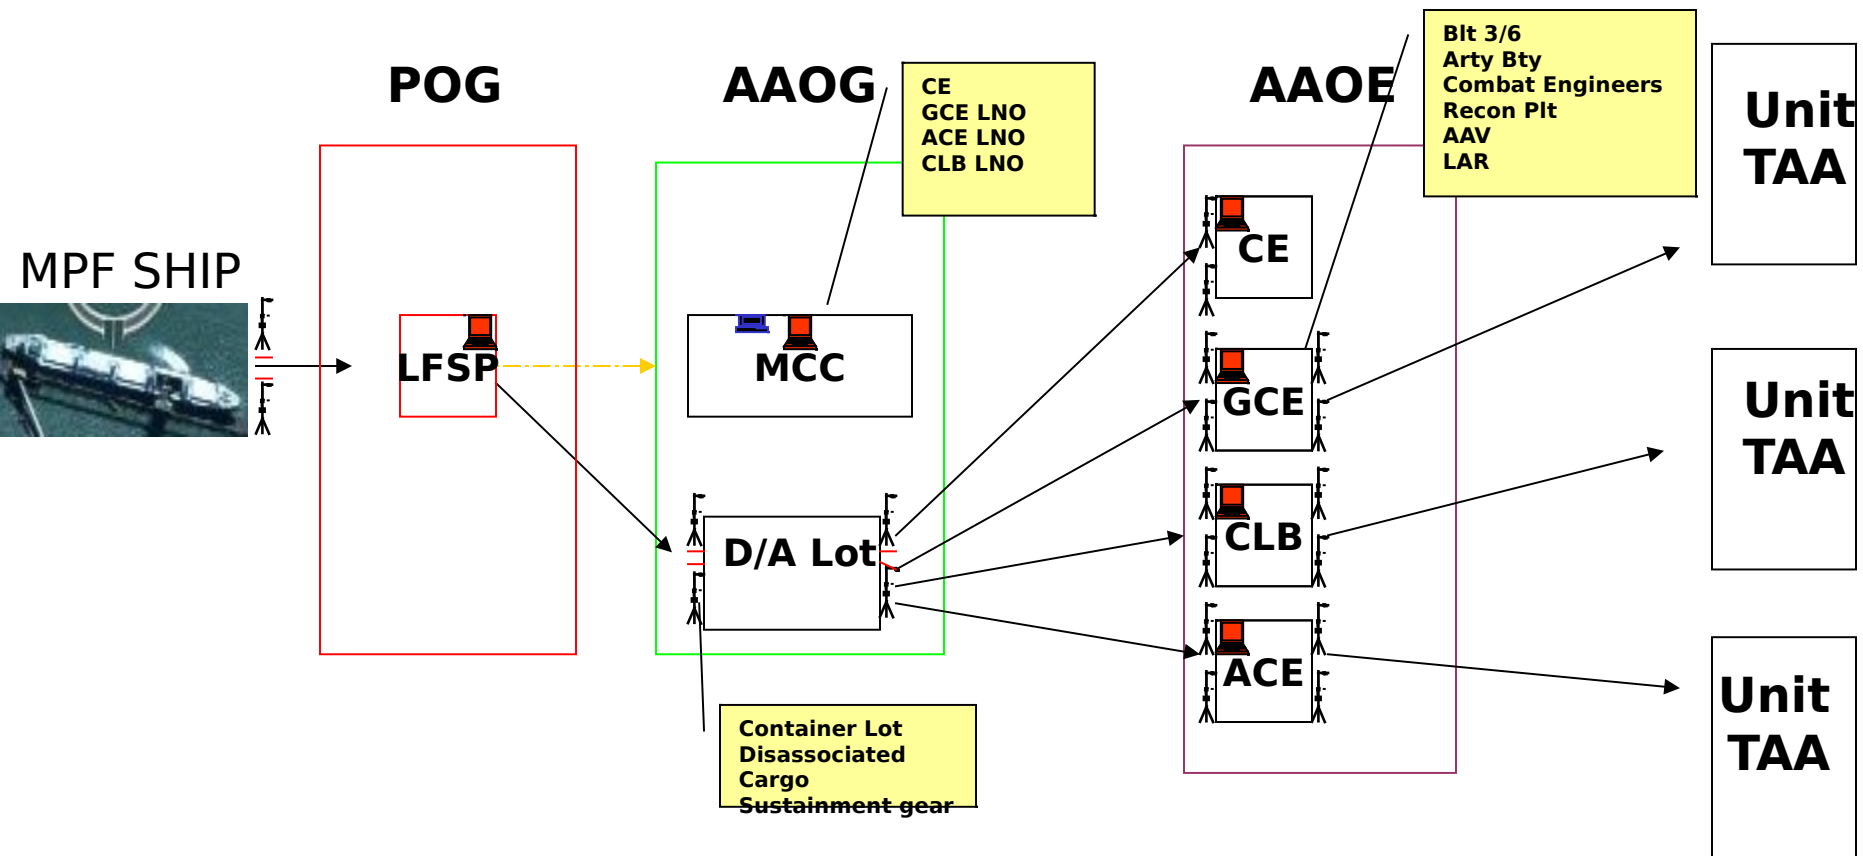 POG
AAOG
AAOE
CE
GCE LNO
ACE LNO
CLB LNO
Blt 3/6
Arty Bty
Combat Engineers
Recon Plt
AAV
LAR
Unit
TAA
MPF SHIP
LFSP
MCC
D/A Lot
CE
GCE
CLB
ACE
Unit
TAA
Unit
TAA
Container Lot
Disassociated
Cargo
Sustainment gear